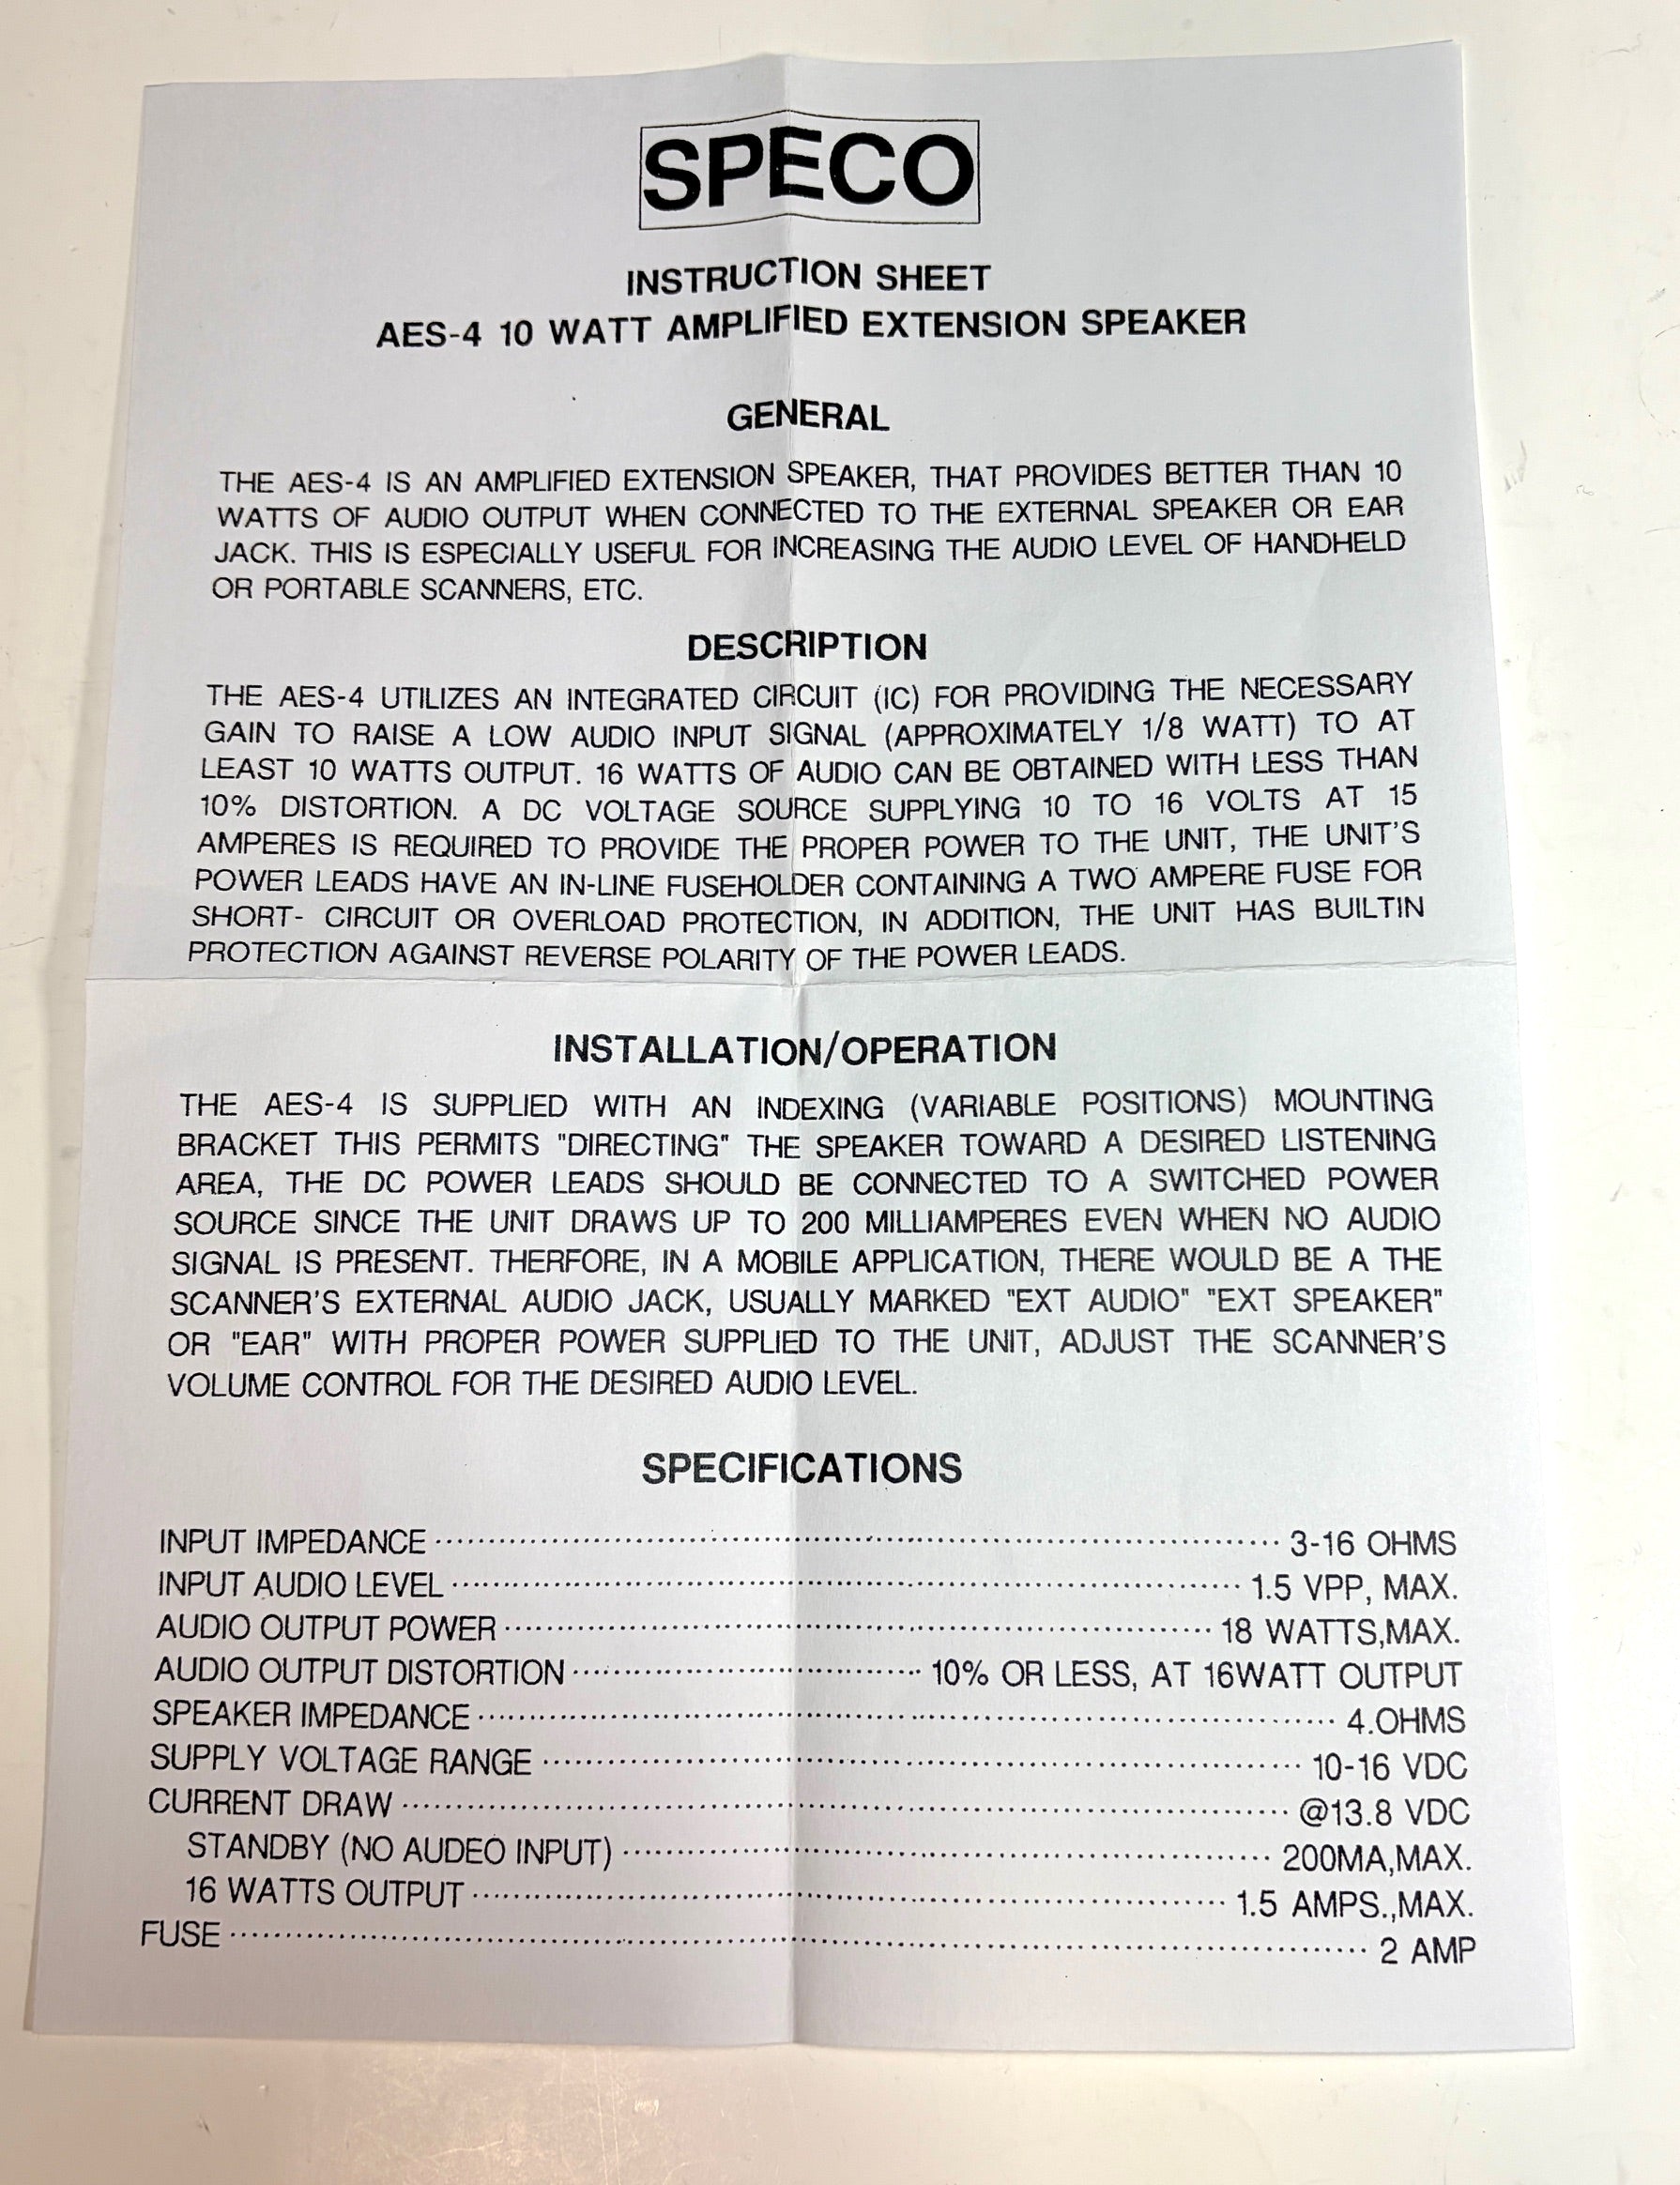 SPECO
INSTRUCTION SHEET
AES-4 10 WATT AMPLIFIED EXTENSION SPEAKER
GENERAL
THE AES-4 IS AN AMPLIFIED EXTENSION SPEAKER, THAT PROVIDES BETTER THAN 10
WATTS OF AUDIO OUTPUT WHEN CONNECTED TO THE EXTERNAL SPEAKER OR EAR
JACK. THIS IS ESPECIALLY USEFUL FOR INCREASING THE AUDIO LEVEL OF HANDHELD
OR PORTABLE SCANNERS, ETC.
DESCRIPTION
THE AES-4 UTILIZES AN INTEGRATED CIRCUIT (IC) FOR PROVIDING THE NECESSARY
GAIN TO RAISE A LOW AUDIO INPUT SIGNAL (APPROXIMATELY 1/8 WATT) TO AT
LEAST 10 WATTS OUTPUT. 16 WATTS OF AUDIO CAN BE OBTAINED WITH LESS THAN
10% DISTORTION. A DC VOLTAGE SOURCE SUPPLYING 10 TO 16 VOLTS AT 15
AMPERES IS REQUIRED TO PROVIDE THE PROPER POWER TO THE UNIT, THE UNIT'S
POWER LEADS HAVE AN IN-LINE FUSEHOLDER CONTAINING A TWO AMPERE FUSE FOR
SHORT- CIRCUIT OR OVERLOAD PROTECTION, IN ADDITION, THE UNIT HAS BUILTIN
PROTECTION AGAINST REVERSE POLARITY OF THE POWER LEADS.
INSTALLATION/OPERATION
THE AES-4 IS SUPPLIED WITH AN INDEXING (VARIABLE POSITIONS) MOUNTING
BRACKET THIS PERMITS "DIRECTING" THE SPEAKER TOWARD A DESIRED LISTENING
AREA, THE DC POWER LEADS SHOULD BE CONNECTED TO A SWITCHED POWER
SOURCE SINCE THE UNIT DRAWS UP TO 200 MILLIAMPERES EVEN WHEN NO AUDIO
SIGNAL IS PRESENT. THERFORE, IN A MOBILE APPLICATION, THERE WOULD BE A THE
SCANNER'S EXTERNAL AUDIO JACK, USUALLY MARKED "EXT AUDIO" "EXT SPEAKER"
OR "EAR" WITH PROPER POWER SUPPLIED TO THE UNIT, ADJUST THE SCANNER'S
VOLUME CONTROL FOR THE DESIRED AUDIO LEVEL.
SPECIFICATIONS
INPUT IMPEDANCE ........ 3-16 OHMS
INPUT AUDIO LEVEL ........ 1.5 VPP, MAX.
AUDIO OUTPUT POWER ........ 18 WATTS,MAX.
AUDIO OUTPUT DISTORTION ........ 10% OR LESS, AT 16WATT OUTPUT
SPEAKER IMPEDANCE ........ 4.OHMS
SUPPLY VOLTAGE RANGE ........ 10-16 VDC
CURRENT DRAW ........ @13.8 VDC
STANDBY (NO AUDEO INPUT) ........ 200MA,MAX.
16 WATTS OUTPUT ........ 1.5 AMPS.,MAX.
FUSE ........ 2 AMP